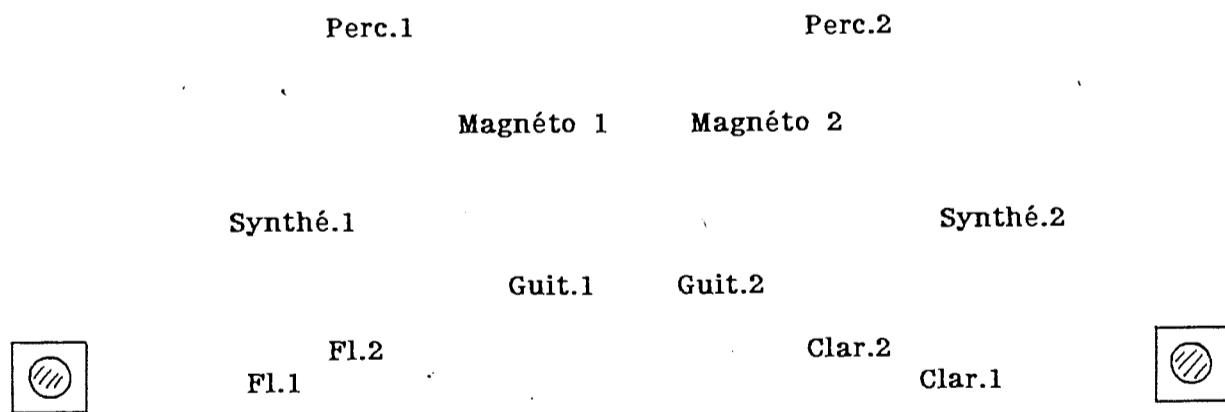 Perc.1 Perc.2
Magnéto 1 Magnéto 2
Synthé.1 Synthé.2
Guit.1 Guit.2
Fl.2 Clar.2
Fl.1 Clar.1